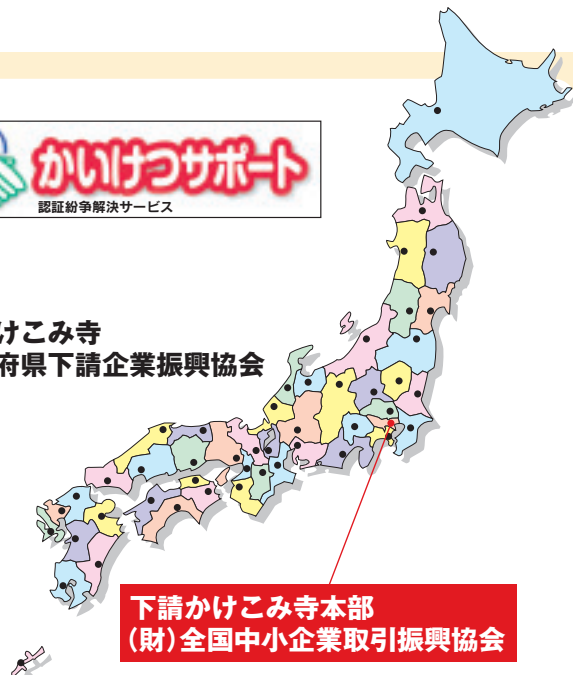 かいけつサポート
認証紛争解決サービス
けこみ寺
府県下請企業振興協会
下請かけこみ寺本部
(財)全国中小企業取引振興協会